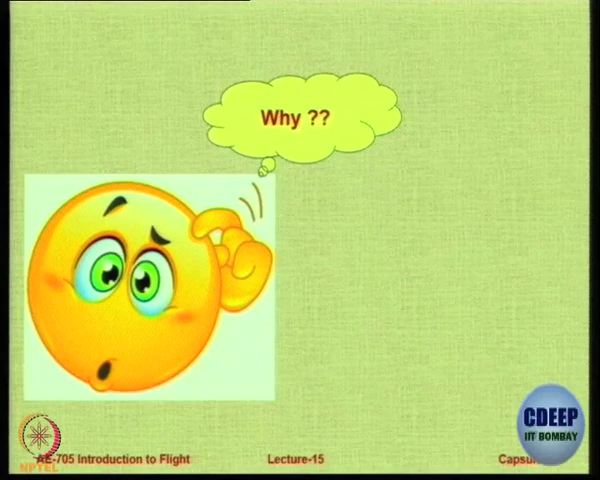 Why ??
CDEEP
IIT BOMBAY
AE-705 Introduction to Flight
Lecture-15
NPTEL